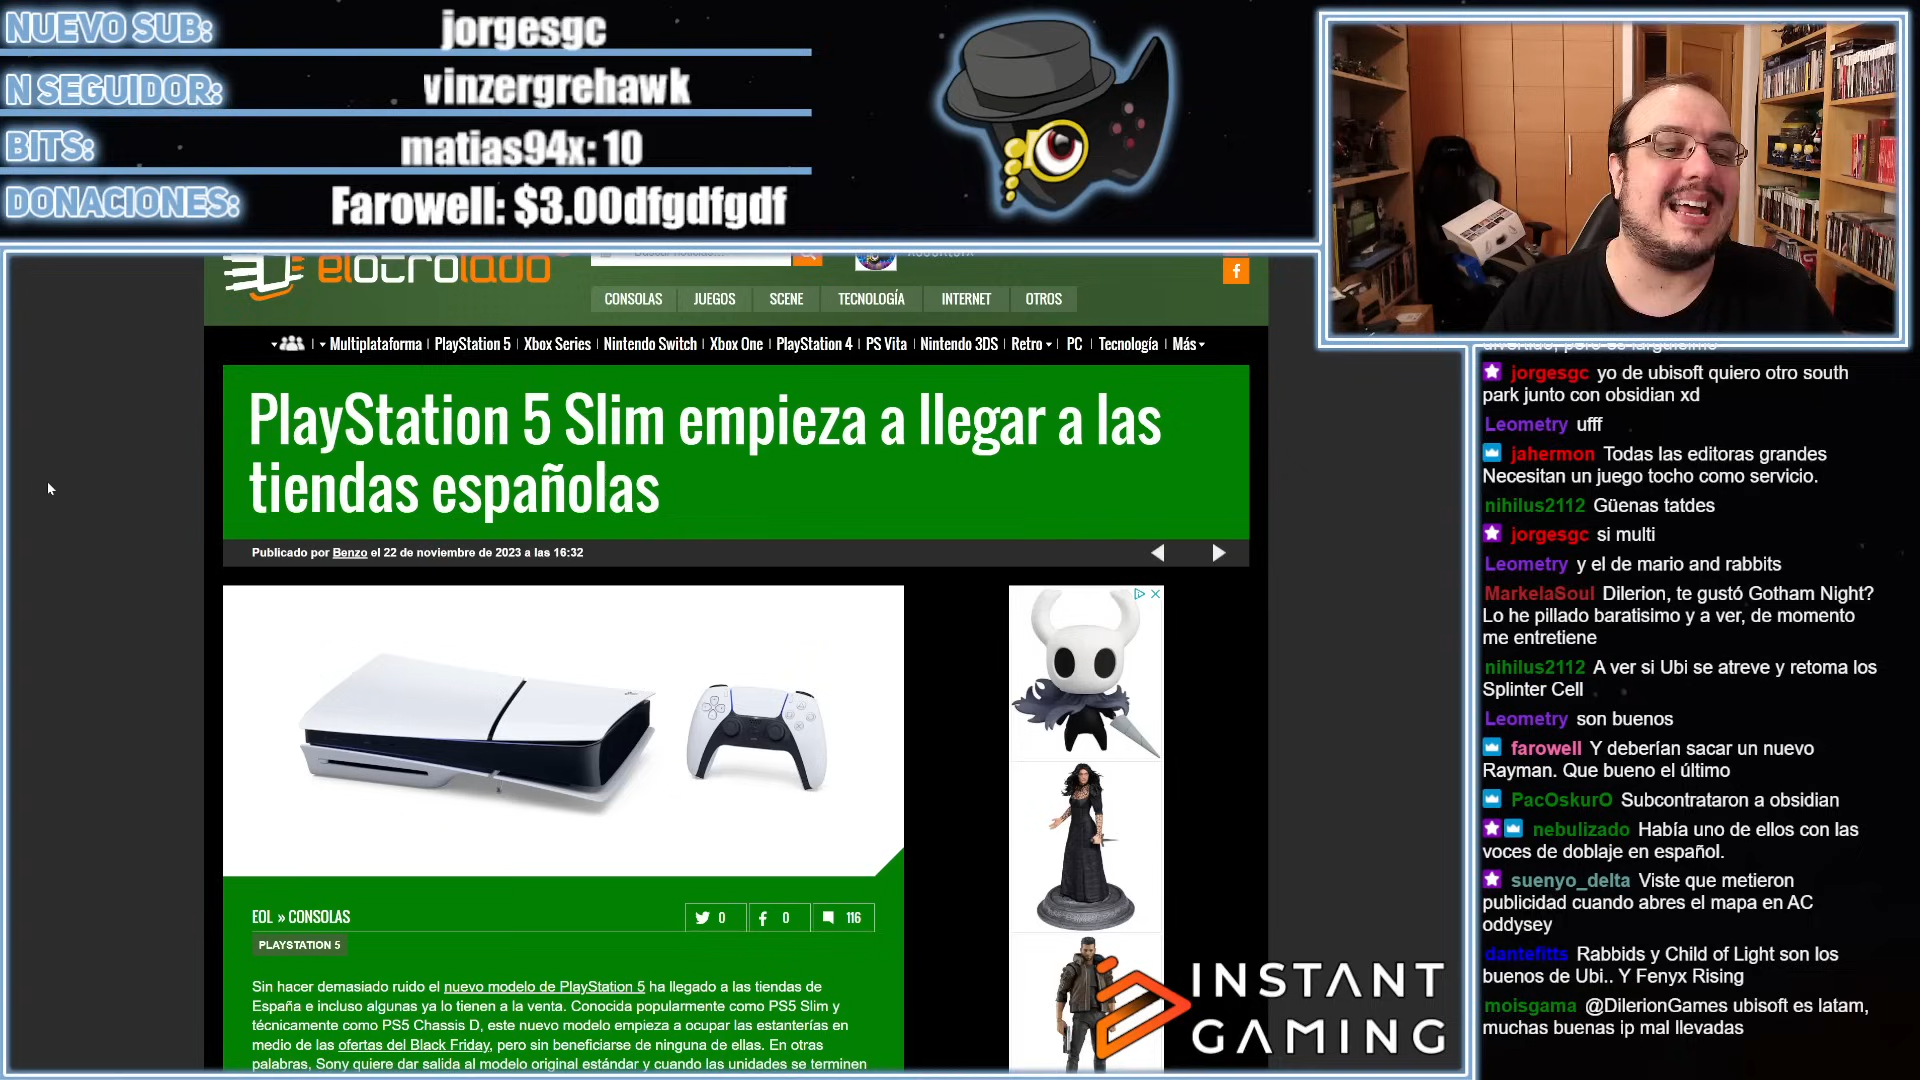 NUEVO SUB: jorgesgc
N SEGUIDOR: vinzergrehawk
BITS: matias94x: 10
DONACIONES: Farowell: $3.00dfgdfgdf
elotrolado
Buscar noticias...
CONSOLAS JUEGOS SCENE TECNOLOGÍA INTERNET OTROS
Multiplataforma | PlayStation 5 | Xbox Series | Nintendo Switch | Xbox One | PlayStation 4 | PS Vita | Nintendo 3DS | Retro | PC | Tecnología | Más
PlayStation 5 Slim empieza a llegar a las
tiendas españolas
Publicado por Benzo el 22 de noviembre de 2023 a las 16:32
EOL » CONSOLAS
0 0 116
PLAYSTATION 5
Sin hacer demasiado ruido el nuevo modelo de PlayStation 5 ha llegado a las tiendas de
España e incluso algunas ya lo tienen a la venta. Conocida popularmente como PS5 Slim y
técnicamente como PS5 Chassis D, este nuevo modelo empieza a ocupar las estanterías en
medio de las ofertas del Black Friday, pero sin beneficiarse de ninguna de ellas. En otras
palabras, Sony quiere dar salida al modelo original estándar y cuando las unidades se terminen
INSTANT
GAMING
divertido, pero es larguísimo
jorgesgc yo de ubisoft quiero otro south
park junto con obsidian xd
Leometry ufff
jahermon Todas las editoras grandes
Necesitan un juego tocho como servicio.
nihilus2112 Güenas tatdes
jorgesgc si multi
Leometry y el de mario and rabbits
MarkelaSoul Dilerion, te gustó Gotham Night?
Lo he pillado baratisimo y a ver, de momento
me entretiene
nihilus2112 A ver si Ubi se atreve y retoma los
Splinter Cell
Leometry son buenos
farowell Y deberían sacar un nuevo
Rayman. Que bueno el último
PacOskurO Subcontrataron a obsidian
nebulizado Había uno de ellos con las
voces de doblaje en español.
suenyo_delta Viste que metieron
publicidad cuando abres el mapa en AC
oddysey
dantefitts Rabbids y Child of Light son los
buenos de Ubi.. Y Fenyx Rising
moisgama @DilerionGames ubisoft es latam,
muchas buenas ip mal llevadas